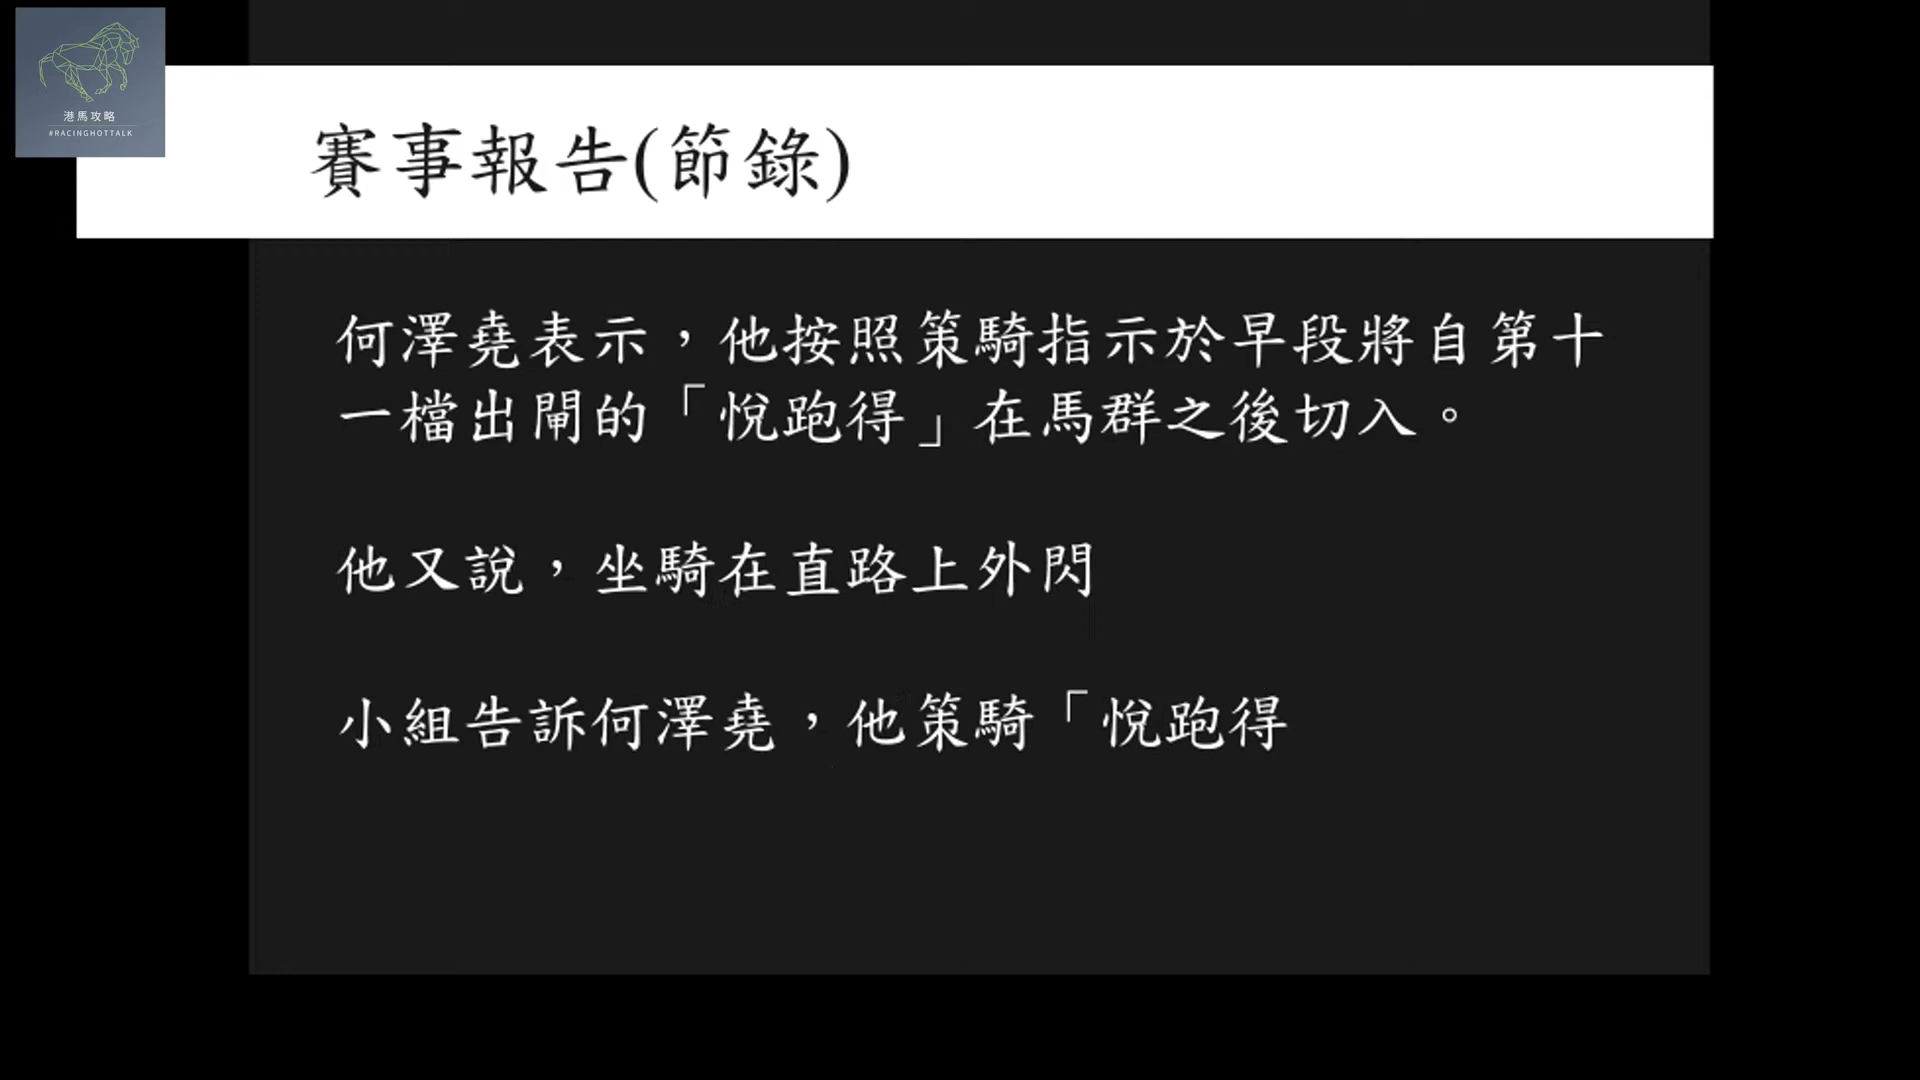 港馬攻略
#RACINGHOTTALK
賽事報告(節錄)
何澤堯表示，他按照策騎指示於早段將自第十
一檔出閘的「悅跑得」在馬群之後切入。
他又說，坐騎在直路上外閃
小組告訴何澤堯，他策騎「悅跑得